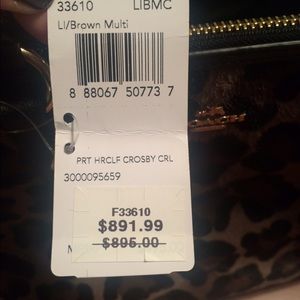 33610 LIBMC
LI/Brown Multi
8 88067 50773 7
PRT HRCLF CROSBY CRL
3000095659
F33610
$891.99
$895.00
M